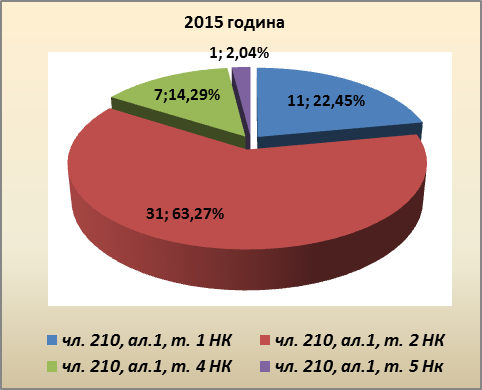 2015 година
1; 2,04%
7;14,29%
11; 22,45%
31; 63,27%
чл. 210, ал.1, т. 1 НК
чл. 210, ал.1, т. 2 НК
чл. 210, ал.1, т. 4 НК
чл. 210, ал.1, т. 5 Нк